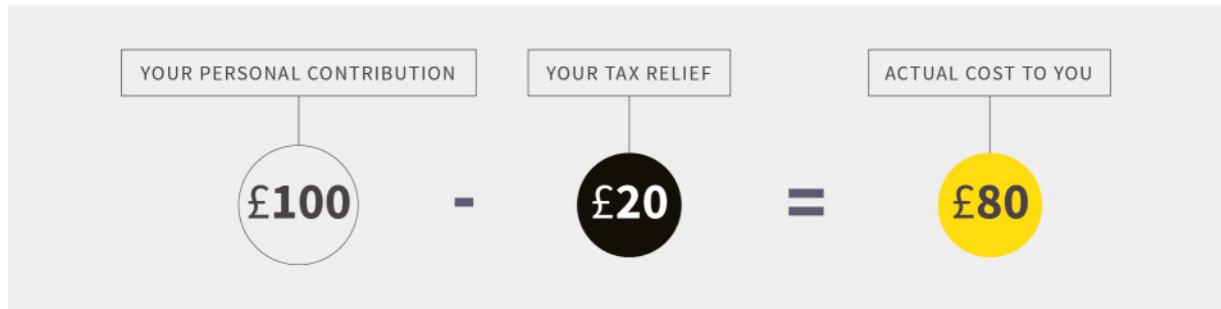 YOUR PERSONAL CONTRIBUTION
YOUR TAX RELIEF
ACTUAL COST TO YOU
£100 - £20 = £80